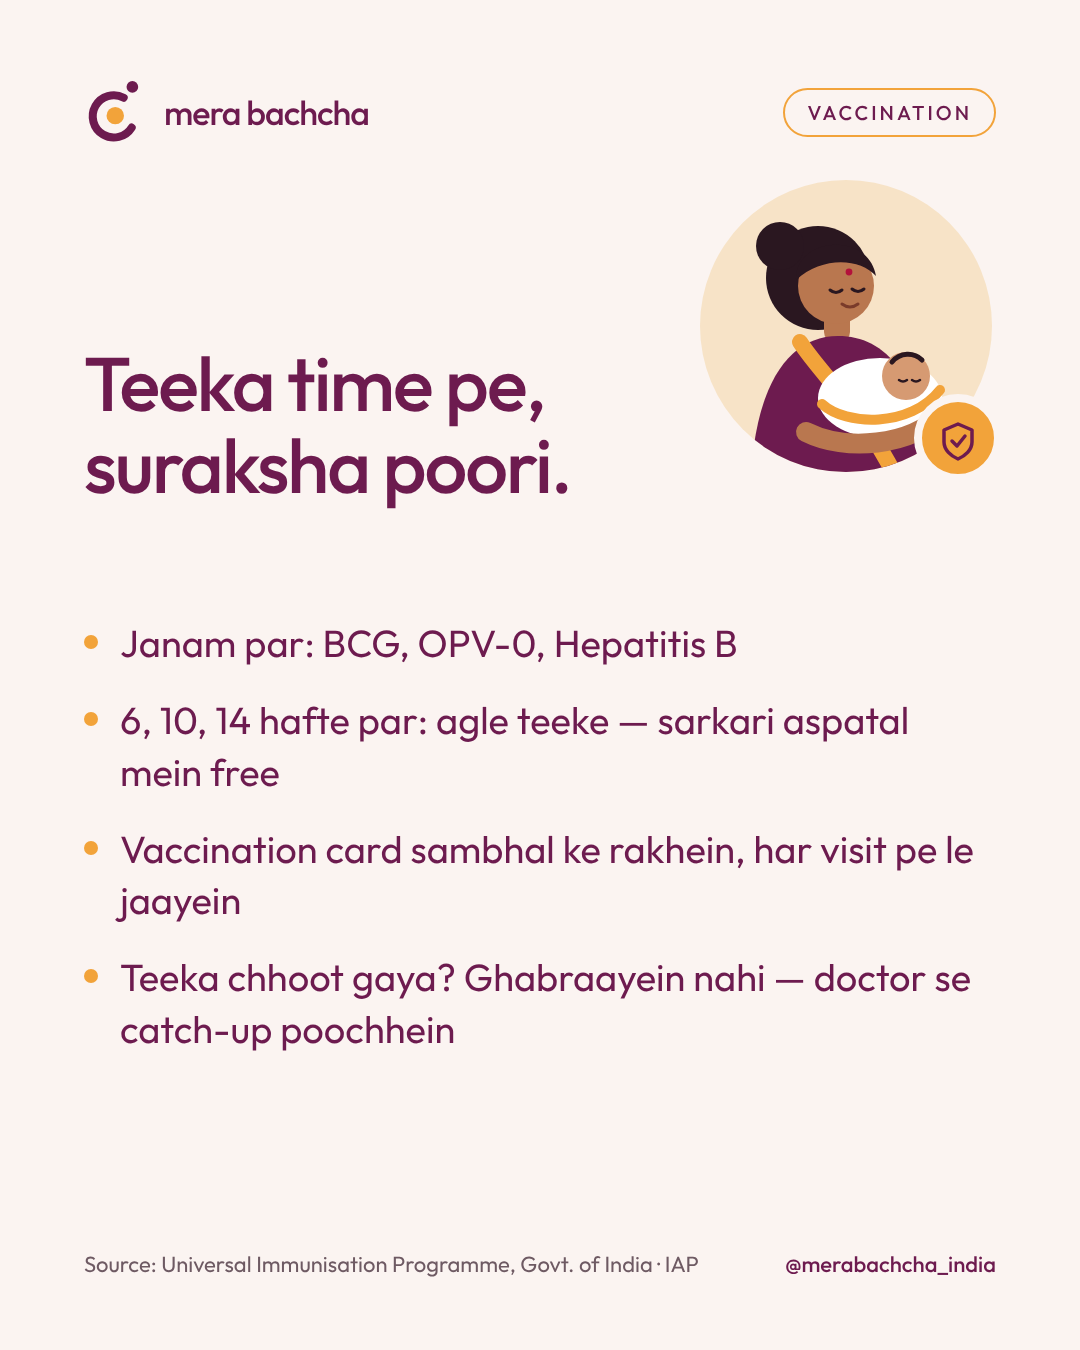 mera bachcha
VACCINATION
Teeka time pe,
suraksha poori.
Janam par: BCG, OPV-0, Hepatitis B
6, 10, 14 hafte par: agle teeke — sarkari aspatal
mein free
Vaccination card sambhal ke rakhein, har visit pe le
jaayein
Teeka chhoot gaya? Ghabraayein nahi — doctor se
catch-up poochhein
Source: Universal Immunisation Programme, Govt. of India · IAP
@merabachcha_india